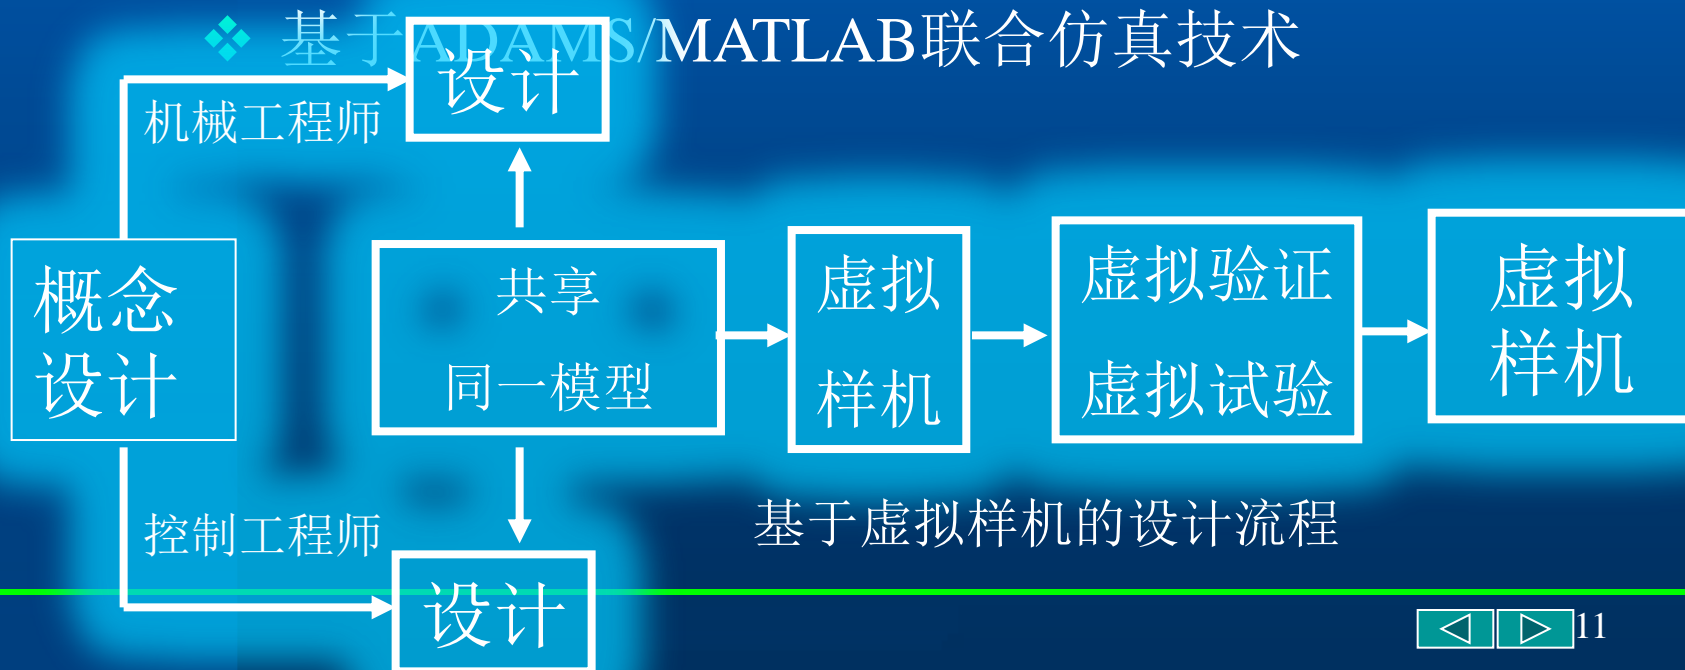 基于ADAMS/MATLAB联合仿真技术
设计
机械工程师
概念
设计
共享
同一模型
虚拟
样机
虚拟验证
虚拟试验
虚拟
样机
控制工程师
基于虚拟样机的设计流程
设计
11